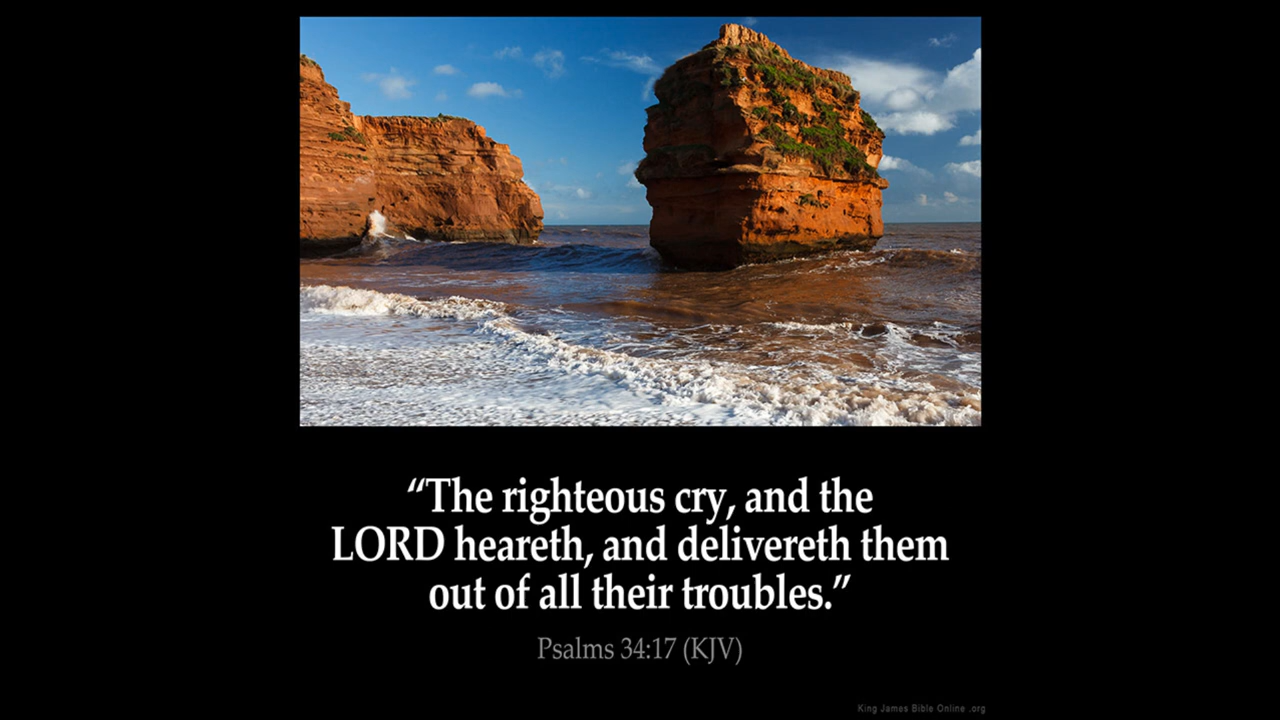 “The righteous cry, and the
LORD heareth, and delivereth them
out of all their troubles.”
Psalms 34:17 (KJV)
King James Bible Online .org